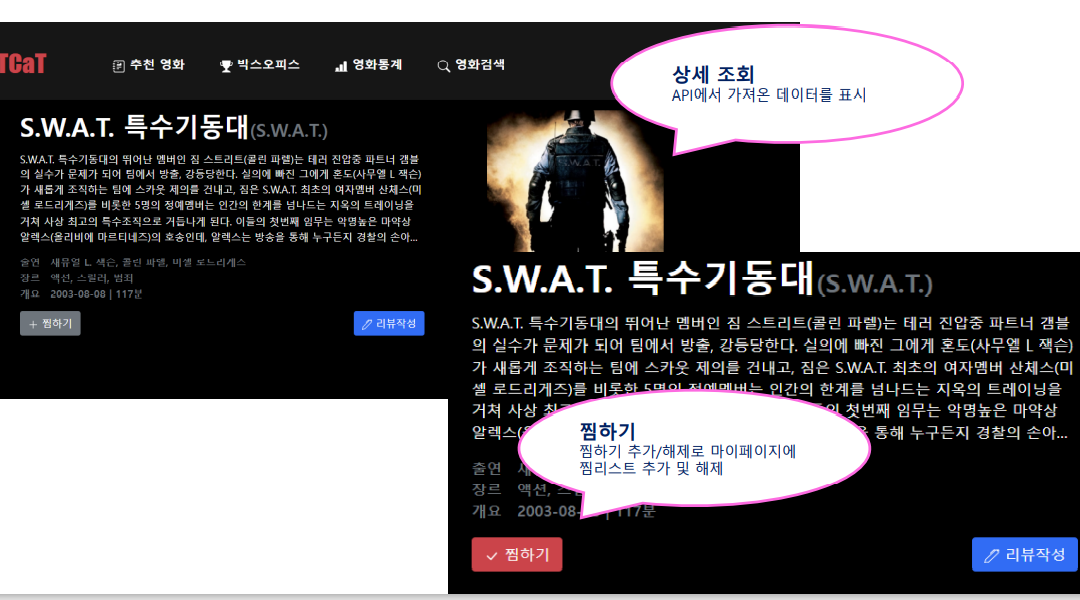 TCaT
추천 영화
빅스오피스
영화통계
영화검색
상세 조회
API에서 가져온 데이터를 표시
S.W.A.T. 특수기동대(S.W.A.T.)
S.W.A.T. 특수기동대의 뛰어난 멤버인 짐 스트리트(콜린 파렐)는 테러 진압중 파트너 갬블
의 실수가 문제가 되어 팀에서 방출, 강등당한다. 실의에 빠진 그에게 혼도(사무엘 L 잭슨)
가 새롭게 조직하는 팀에 스카웃 제의를 건내고, 짐은 S.W.A.T. 최초의 여자멤버 산체스(미
셸 로드리게즈)를 비롯한 5명의 정예멤버는 인간의 한계를 넘나드는 지옥의 트레이닝을
거쳐 사상 최고의 특수조직으로 거듭나게 된다. 이들의 첫번째 임무는 악명높은 마약상
알렉스(올리비에 마르티네즈)의 호송인데, 알렉스는 방송을 통해 누구든지 경찰의 손아...
출연 새뮤얼 L. 잭슨, 콜린 파렐, 미셸 로드리게스
장르 액션, 스릴러, 범죄
개요 2003-08-08 | 117분
+ 찜하기
리뷰작성
S.W.A.T.
S.W.A.T. 특수기동대(S.W.A.T.)
S.W.A.T. 특수기동대의 뛰어난 멤버인 짐 스트리트(콜린 파렐)는 테러 진압중 파트너 갬블
의 실수가 문제가 되어 팀에서 방출, 강등당한다. 실의에 빠진 그에게 혼도(사무엘 L 잭슨)
가 새롭게 조직하는 팀에 스카웃 제의를 건내고, 짐은 S.W.A.T. 최초의 여자멤버 산체스(미
셸 로드리게즈)를 비롯한 5명의 정예멤버는 인간의 한계를 넘나드는 지옥의 트레이닝을
거쳐 사상 첫번째 임무는 악명높은 마약상
알렉스( 통해 누구든지 경찰의 손아...
찜하기
찜하기 추가/해제로 마이페이지에
찜리스트 추가 및 해제
출연
장르 액션,
개요 2003-08- | 117분
찜하기
리뷰작성